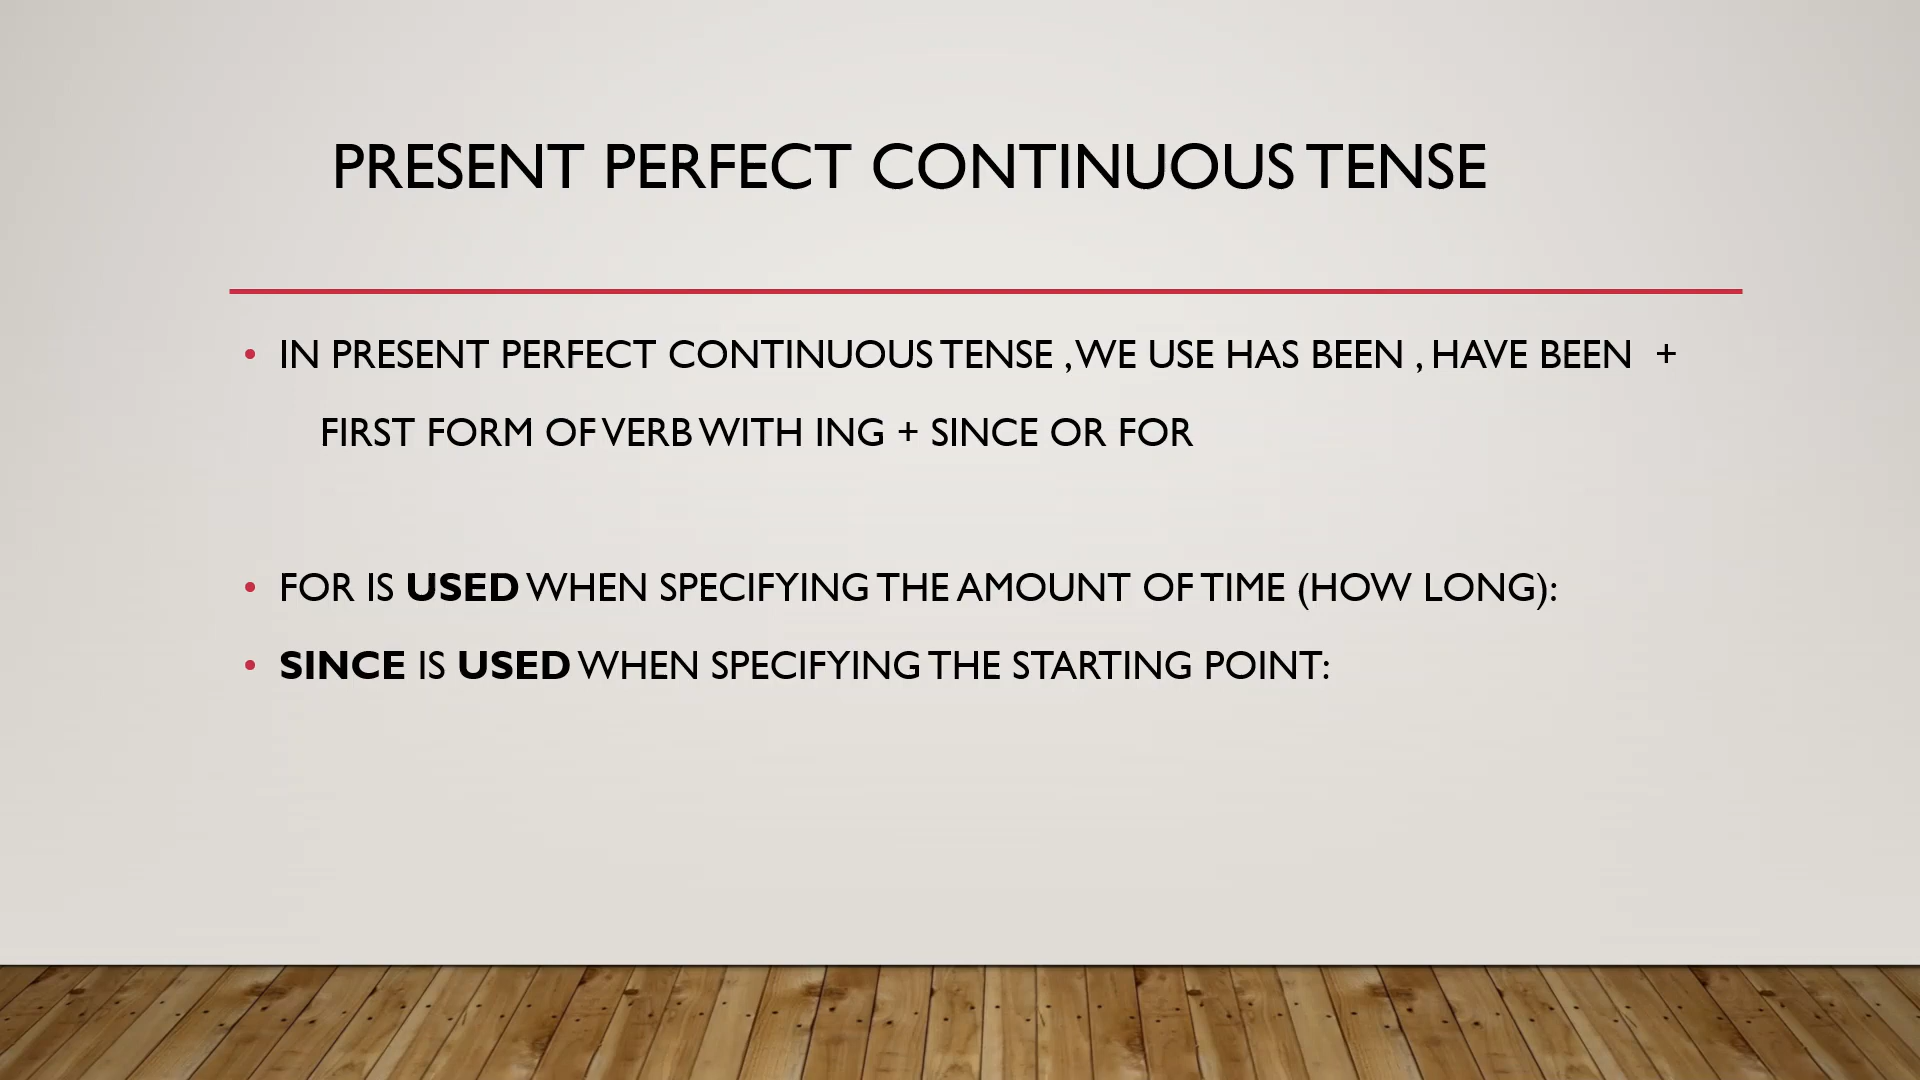 PRESENT PERFECT CONTINUOUS TENSE
• IN PRESENT PERFECT CONTINUOUS TENSE , WE USE HAS BEEN , HAVE BEEN +
FIRST FORM OF VERB WITH ING + SINCE OR FOR
• FOR IS USED WHEN SPECIFYING THE AMOUNT OF TIME (HOW LONG):
• SINCE IS USED WHEN SPECIFYING THE STARTING POINT: